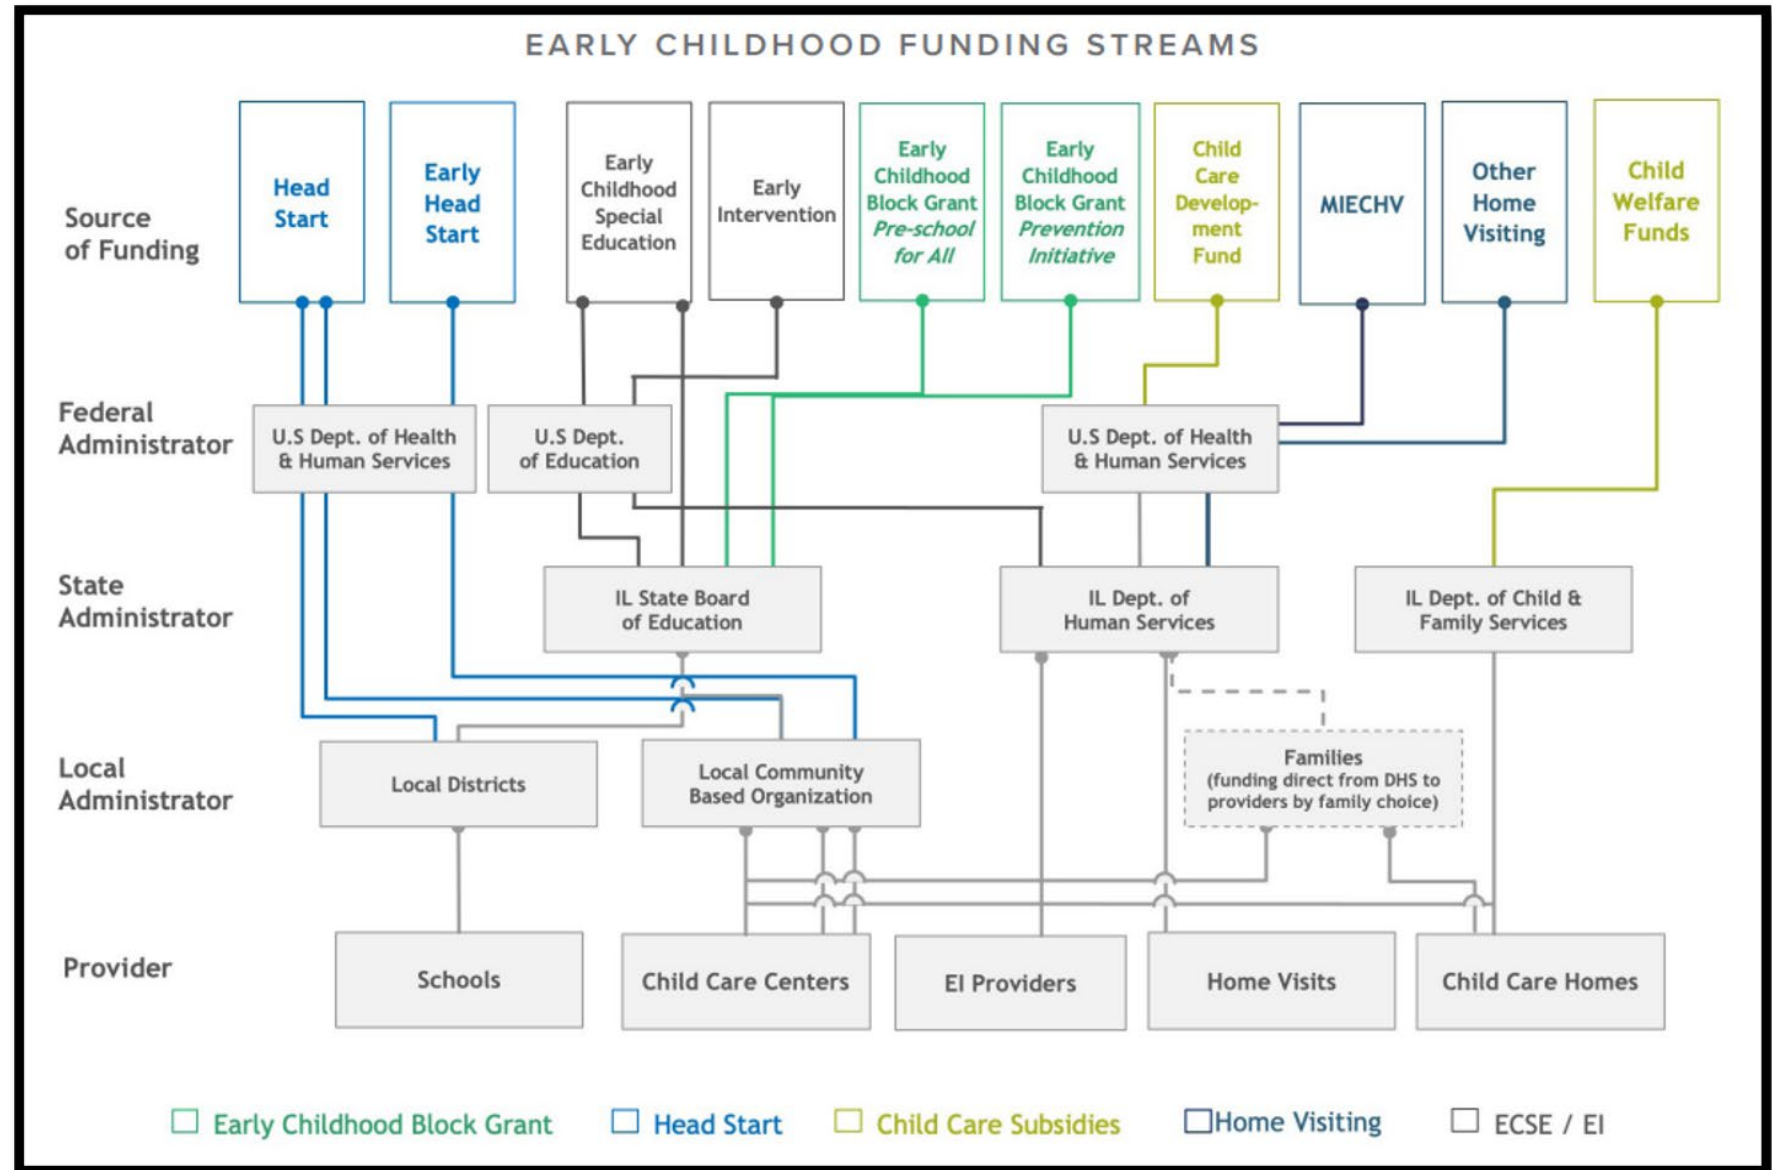 EARLY CHILDHOOD FUNDING STREAMS
Source
of Funding
Head
Start
Early
Head
Start
Early
Childhood
Special
Education
Early
Intervention
Early
Childhood
Block Grant
Pre-school
for All
Early
Childhood
Block Grant
Prevention
Initiative
Child
Care
Develop-
ment
Fund
MIECHV
Other
Home
Visiting
Child
Welfare
Funds
Federal
Administrator
U.S Dept. of Health
& Human Services
U.S Dept.
of Education
U.S Dept. of Health
& Human Services
State
Administrator
IL State Board
of Education
IL Dept. of
Human Services
IL Dept. of Child &
Family Services
Local
Administrator
Local Districts
Local Community
Based Organization
Families
(funding direct from DHS to
providers by family choice)
Provider
Schools
Child Care Centers
EI Providers
Home Visits
Child Care Homes
Early Childhood Block Grant
Head Start
Child Care Subsidies
Home Visiting
ECSE / EI